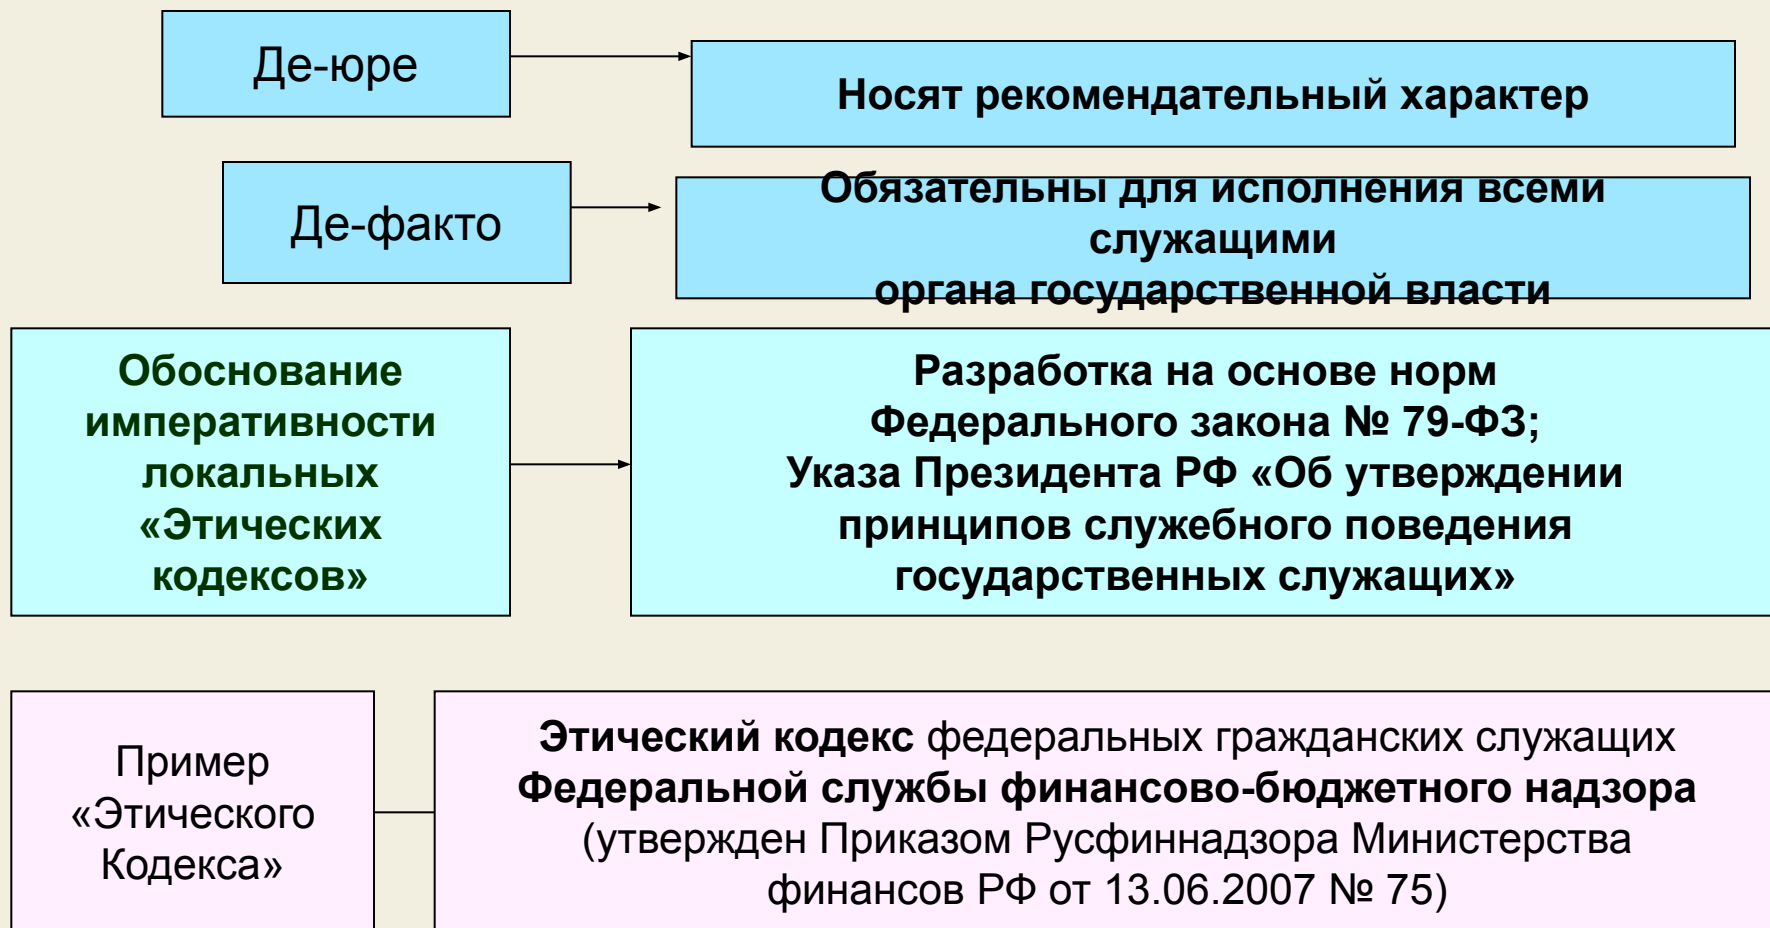 Де-юре
Носят рекомендательный характер
Де-факто
Обязательны для исполнения всеми
служащими
органа государственной власти
Обоснование
императивности
локальных
«Этических
кодексов»
Разработка на основе норм
Федерального закона № 79-ФЗ;
Указа Президента РФ «Об утверждении
принципов служебного поведения
государственных служащих»
Пример
«Этического
Кодекса»
Этический кодекс федеральных гражданских служащих
Федеральной службы финансово-бюджетного надзора
(утвержден Приказом Русфиннадзора Министерства
финансов РФ от 13.06.2007 № 75)